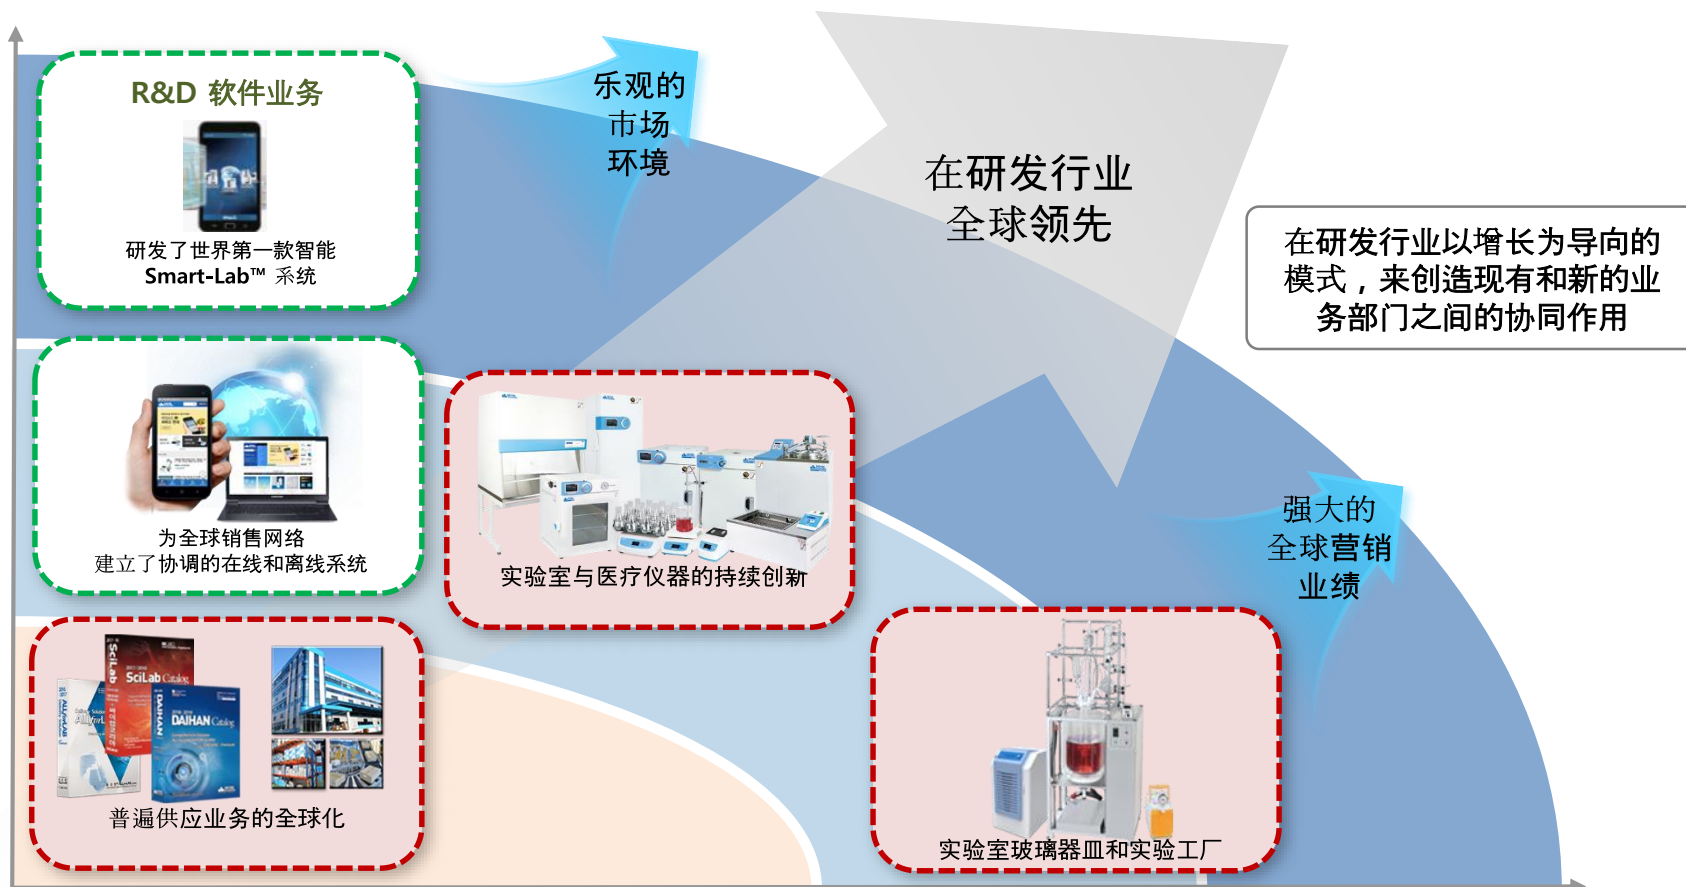 R&D 软件业务
研发了世界第一款智能
Smart-Lab™ 系统
乐观的
市场
环境
在研发行业
全球领先
在研发行业以增长为导向的
模式，来创造现有和新的业
务部门之间的协同作用
为全球销售网络
建立了协调的在线和离线系统
实验室与医疗仪器的持续创新
强大的
全球营销
业绩
SciLab
SciLab Catalog
DAIHAN Catalog
普遍供应业务的全球化
实验室玻璃器皿和实验工厂